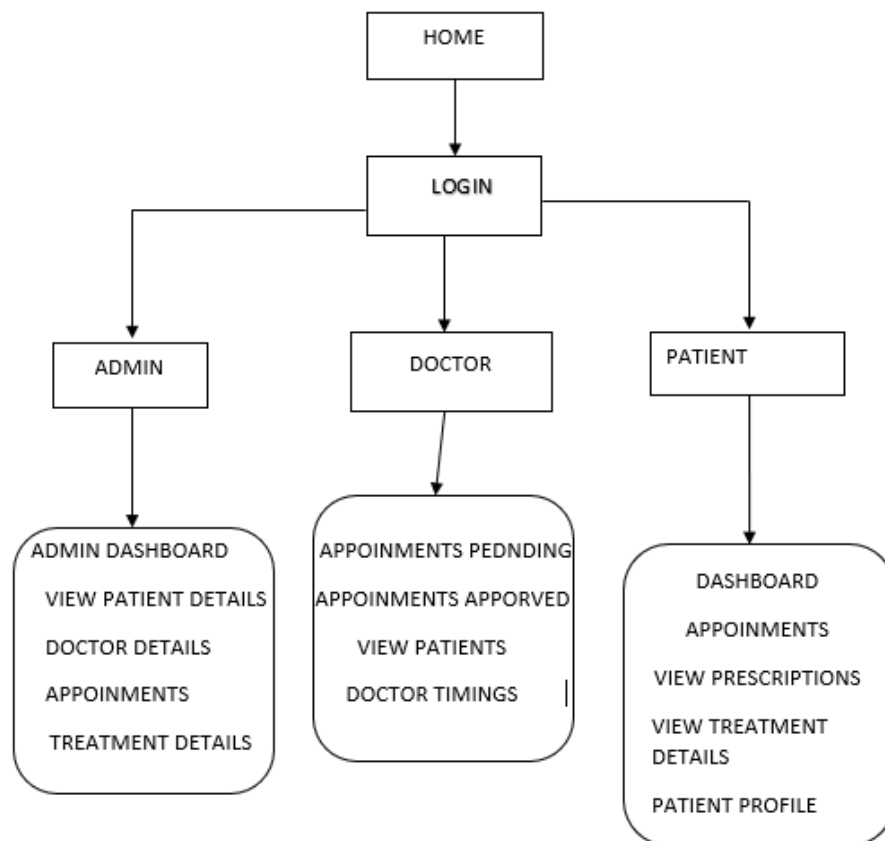 HOME
LOGIN
ADMIN
DOCTOR
PATIENT
ADMIN DASHBOARD
VIEW PATIENT DETAILS
DOCTOR DETAILS
APPOINMENTS
TREATMENT DETAILS
APPOINMENTS PEDNDING
APPOINMENTS APPORVED
VIEW PATIENTS
DOCTOR TIMINGS
DASHBOARD
APPOINMENTS
VIEW PRESCRIPTIONS
VIEW TREATMENT
DETAILS
PATIENT PROFILE